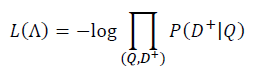 L(Λ) = −log ∏ P(D⁺|Q)
(Q,D⁺)